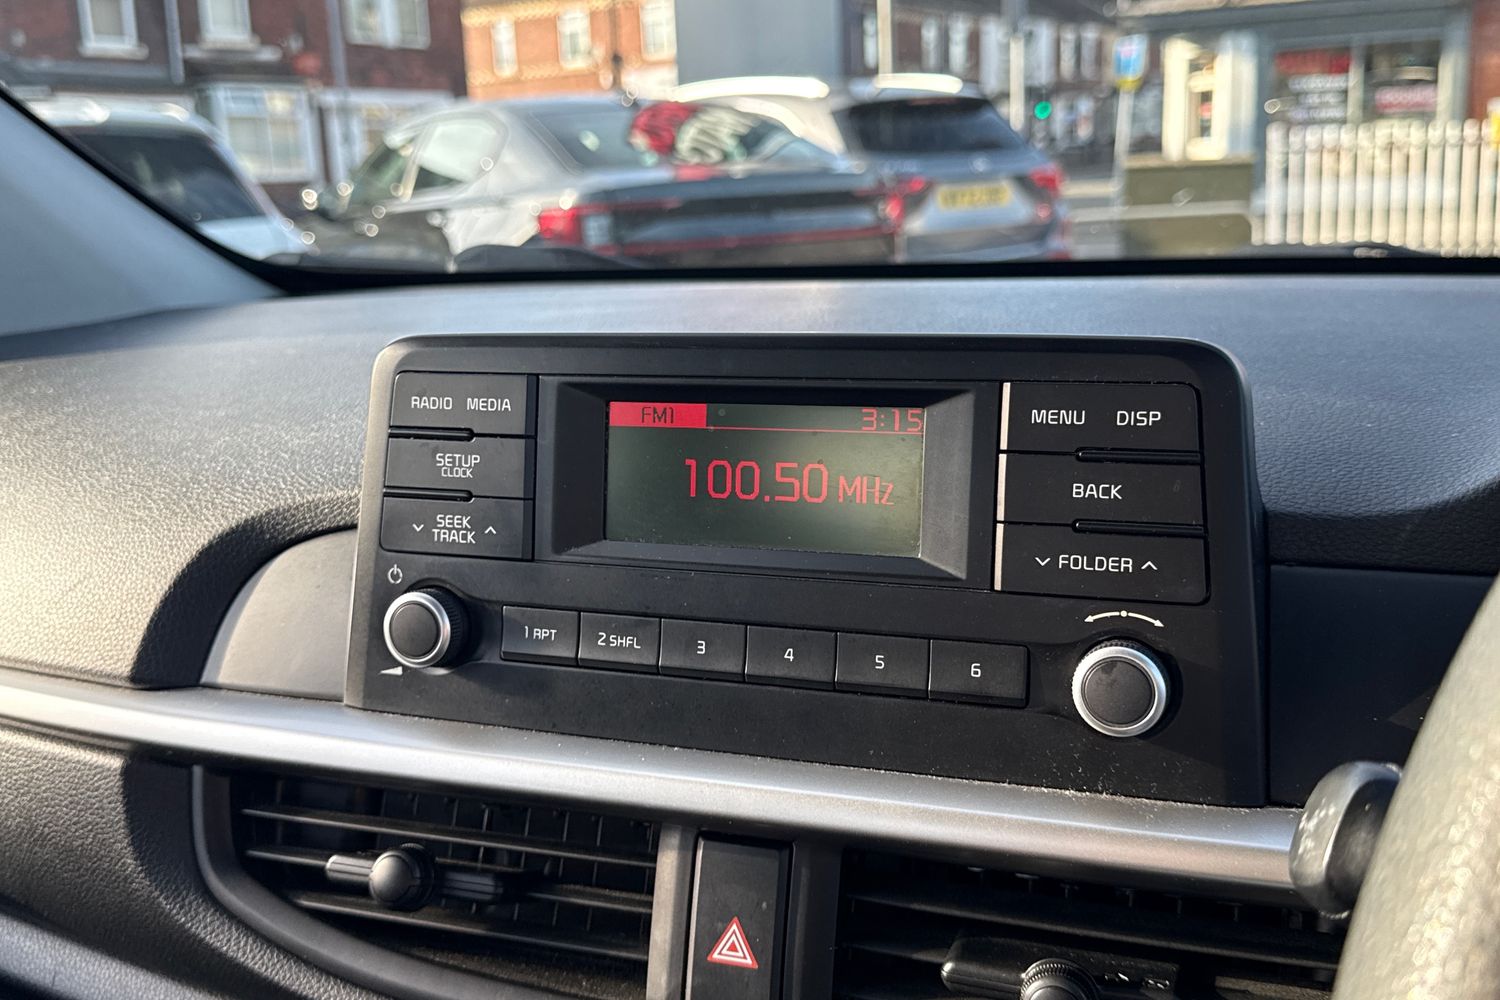 RADIO MEDIA
SETUP
CLOCK
SEEK
TRACK
FM1 3:15
100.50 MHz
MENU DISP
BACK
FOLDER
1 RPT 2 SHFL 3 4 5 6